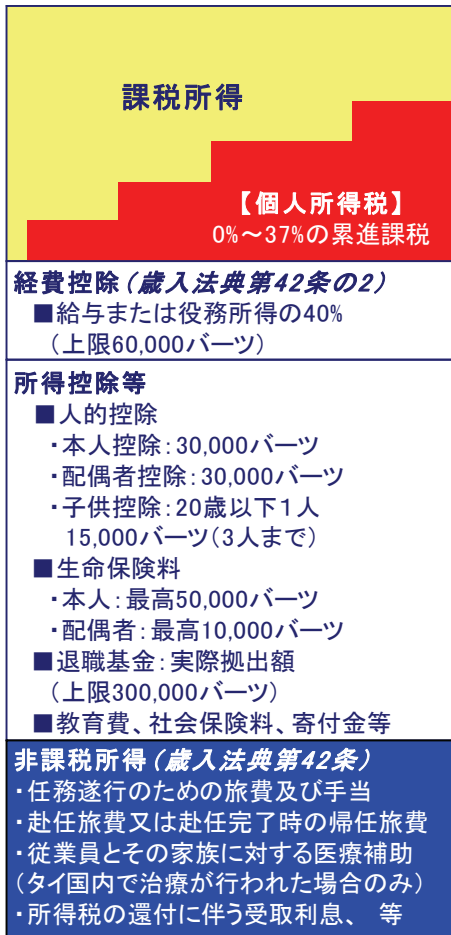 課税所得
【個人所得税】
0%～37%の累進課税
経費控除(歳入法典第42条の2)
■給与または役務所得の40%
(上限60,000バーツ)
所得控除等
■人的控除
・本人控除：30,000バーツ
・配偶者控除：30,000バーツ
・子供控除：20歳以下１人
15,000バーツ(3人まで)
■生命保険料
・本人：最高50,000バーツ
・配偶者：最高10,000バーツ
■退職基金：実際拠出額
(上限300,000バーツ)
■教育費、社会保険料、寄付金等
非課税所得(歳入法典第42条)
・任務遂行のための旅費及び手当
・赴任旅費又は赴任完了時の帰任旅費
・従業員とその家族に対する医療補助
(タイ国内で治療が行われた場合のみ)
・所得税の還付に伴う受取利息、 等